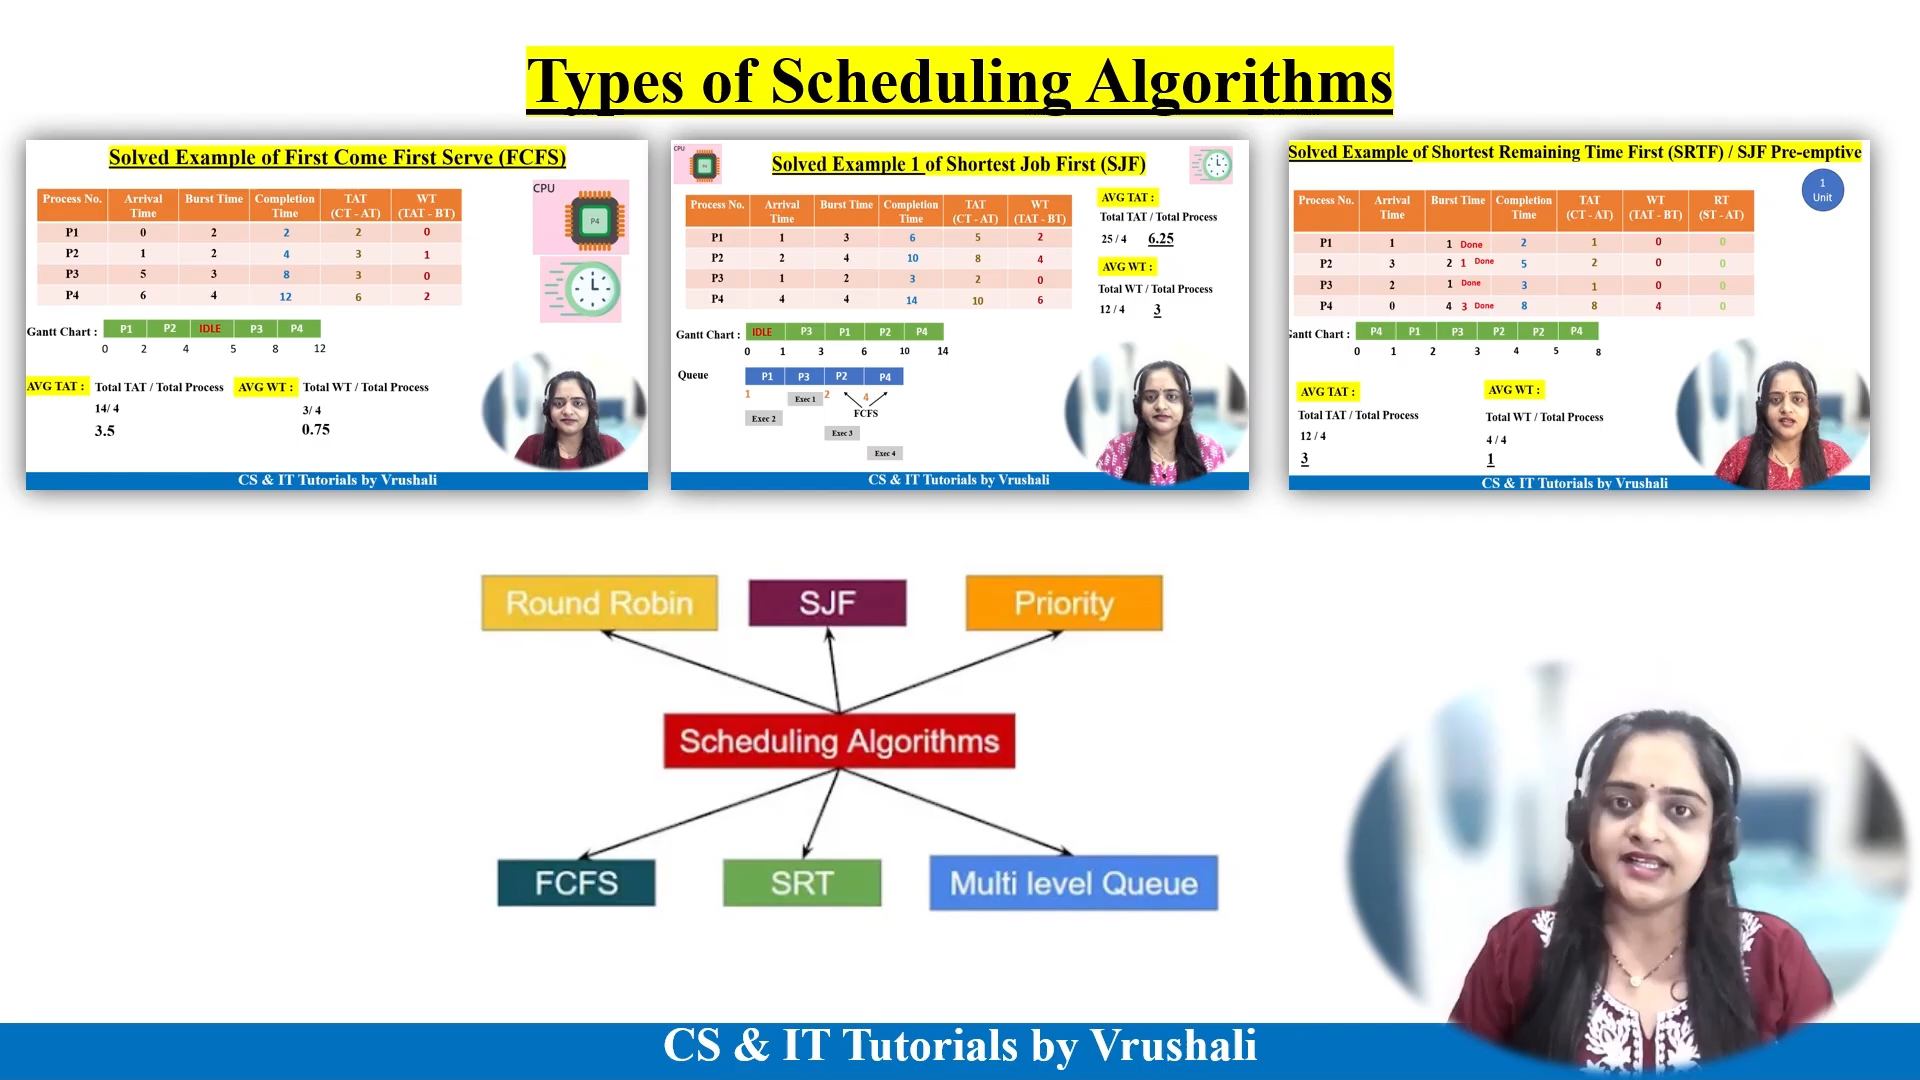 Types of Scheduling Algorithms
Solved Example of First Come First Serve (FCFS)
CPU
P4
Process No. Arrival Time Burst Time Completion Time TAT (CT - AT) WT (TAT - BT)
P1 0 2 2 2 0
P2 1 2 4 3 1
P3 5 3 8 3 0
P4 6 4 12 6 2
Gantt Chart : P1 P2 IDLE P3 P4
0 2 4 5 8 12
AVG TAT : Total TAT / Total Process AVG WT : Total WT / Total Process
14/ 4 3/ 4
3.5 0.75
CS & IT Tutorials by Vrushali
CPU
Solved Example 1 of Shortest Job First (SJF)
Process No. Arrival Time Burst Time Completion Time TAT (CT - AT) WT (TAT - BT)
P1 1 3 6 5 2
P2 2 4 10 8 4
P3 1 2 3 2 0
P4 4 4 14 10 6
AVG TAT :
Total TAT / Total Process
25 / 4 6.25
AVG WT :
Total WT / Total Process
12 / 4 3
Gantt Chart : IDLE P3 P1 P2 P4
0 1 3 6 10 14
Queue P1 P3 P2 P4
1 2 4
Exec 1
FCFS
Exec 2
Exec 3
Exec 4
CS & IT Tutorials by Vrushali
Solved Example of Shortest Remaining Time First (SRTF) / SJF Pre-emptive
1 Unit
Process No. Arrival Time Burst Time Completion Time TAT (CT - AT) WT (TAT - BT) RT (ST - AT)
P1 1 1 Done 2 1 0 0
P2 3 2 1 Done 5 2 0 0
P3 2 1 Done 3 1 0 0
P4 0 4 3 Done 8 8 4 0
Gantt Chart : P4 P1 P3 P2 P2 P4
0 1 2 3 4 5 8
AVG TAT : AVG WT :
Total TAT / Total Process Total WT / Total Process
12 / 4 4 / 4
3 1
CS & IT Tutorials by Vrushali
Round Robin SJF Priority
Scheduling Algorithms
FCFS SRT Multi level Queue
CS & IT Tutorials by Vrushali